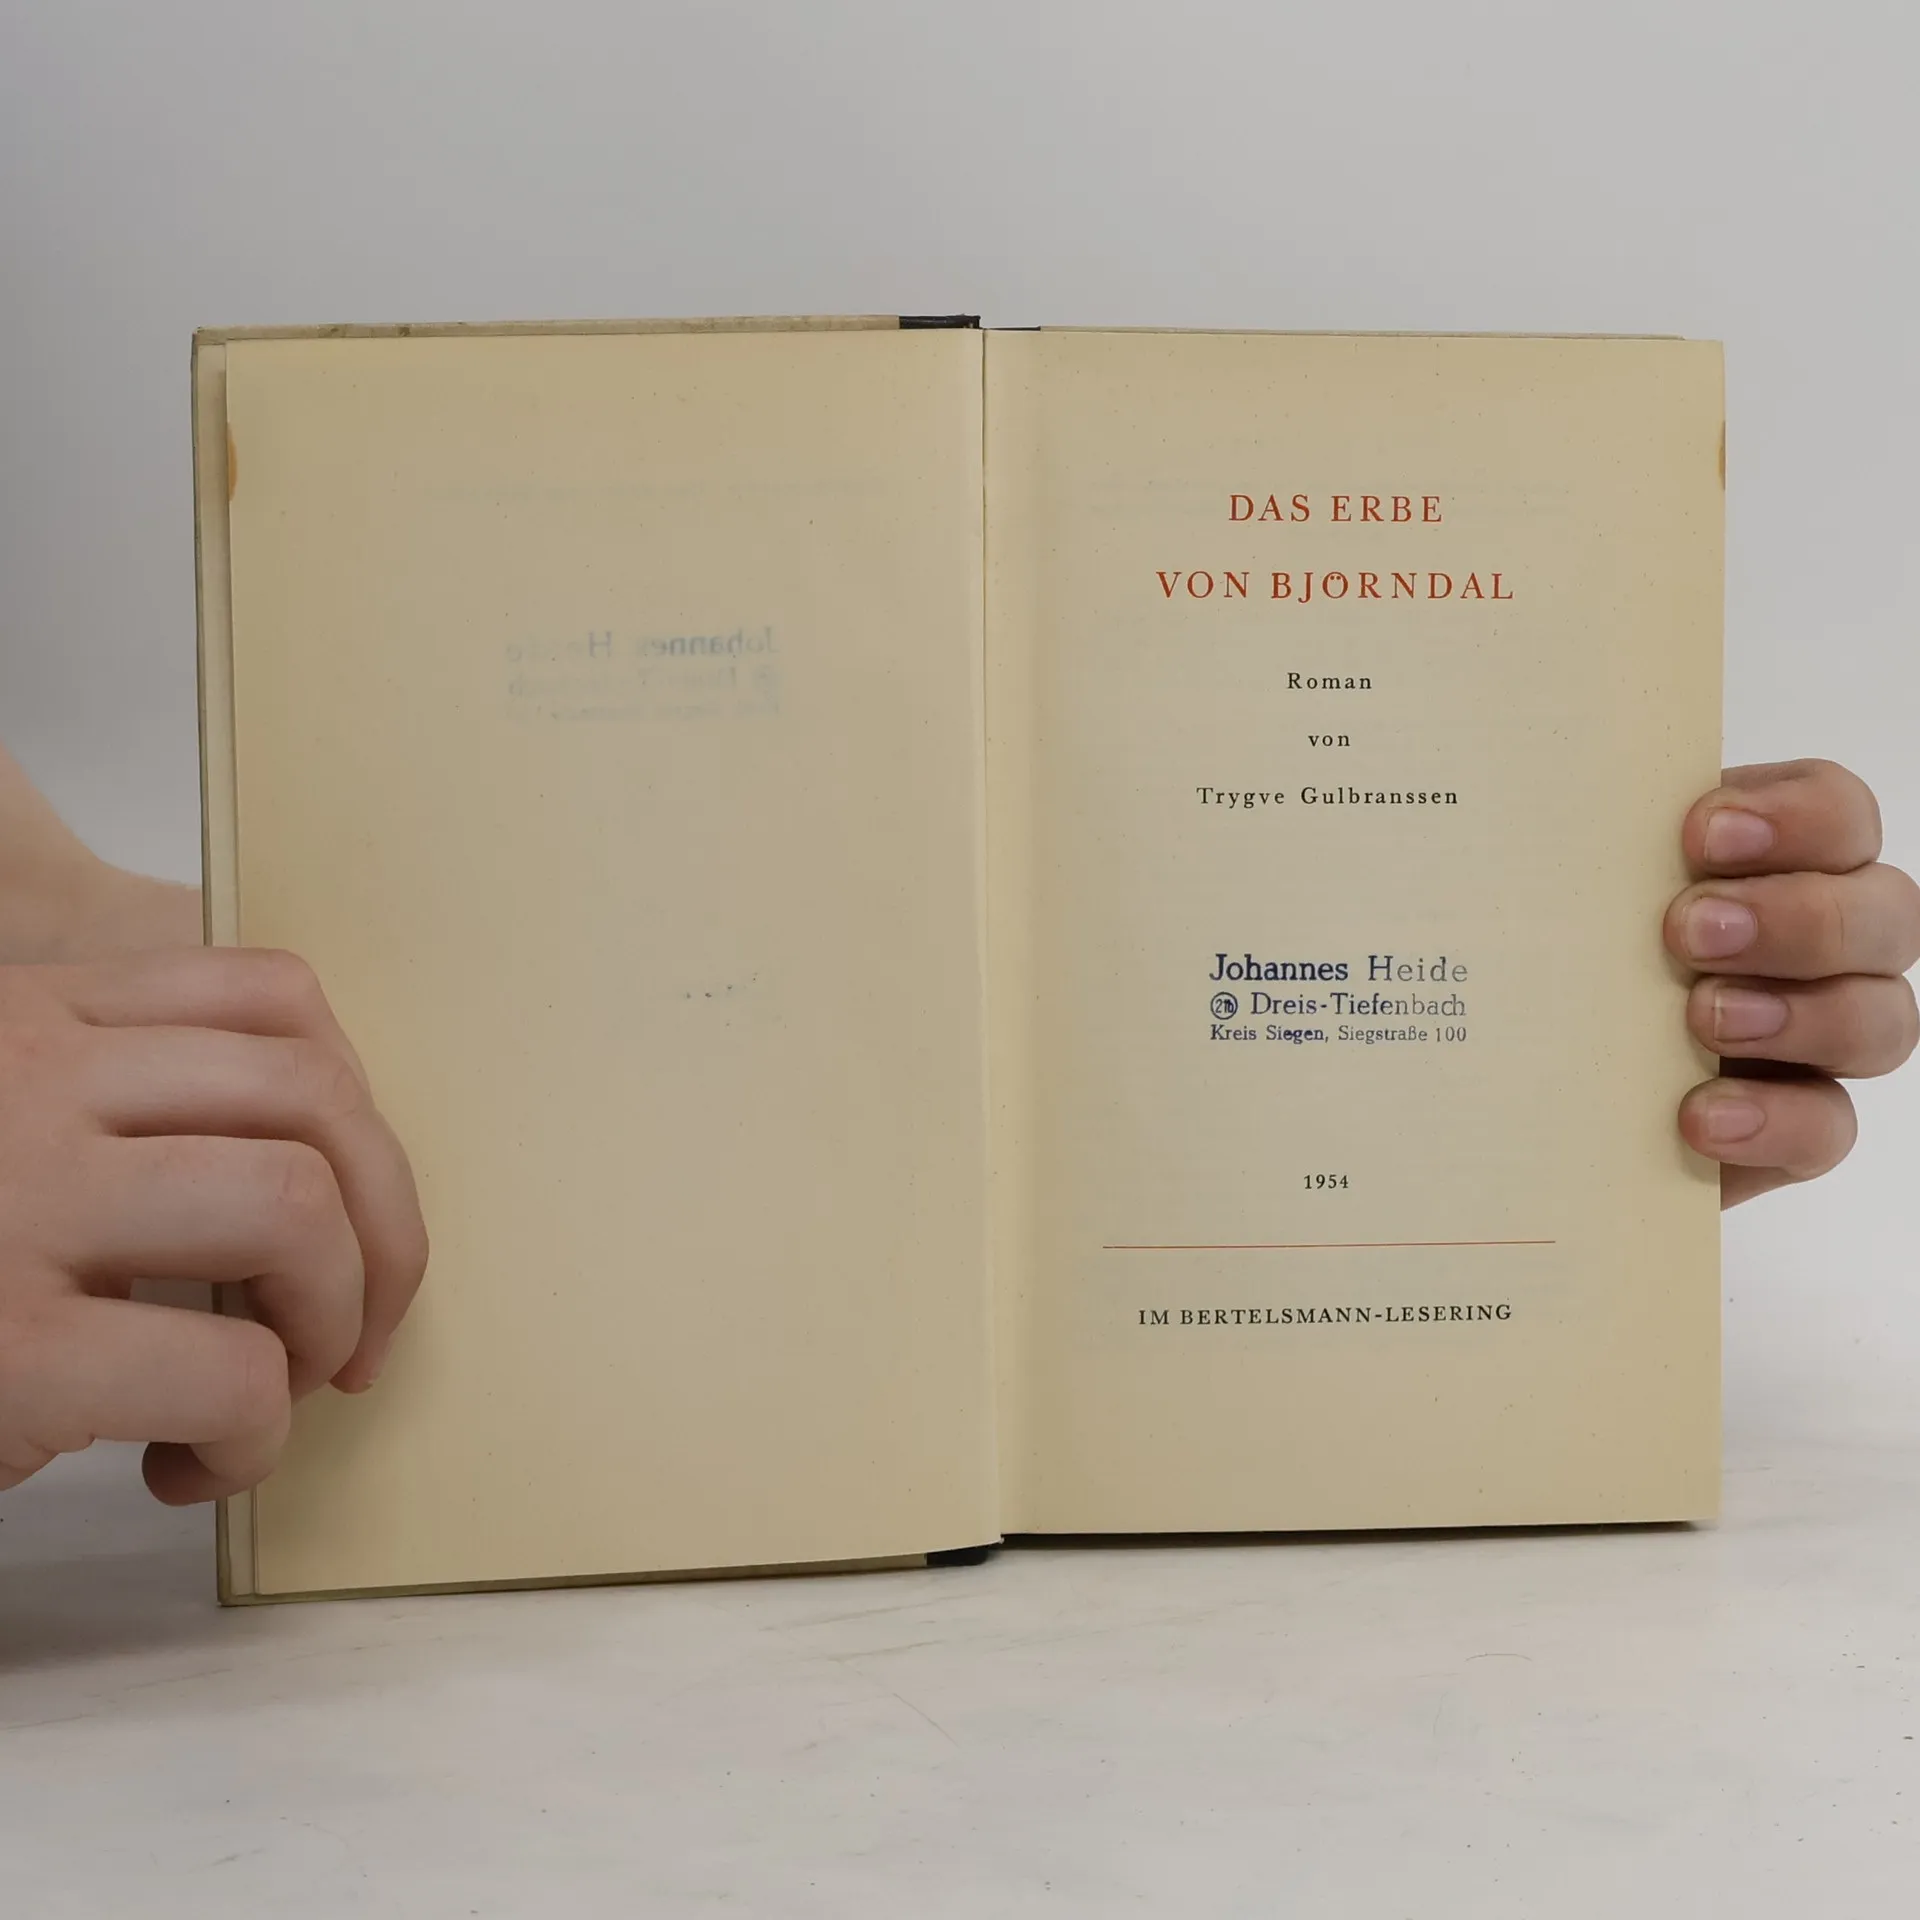 DAS ERBE
VON BJÖRNDAL
Roman
von
Trygve Gulbranssen
Johannes Heide
21b Dreis-Tiefenbach
Kreis Siegen, Siegstraße 100
1954
IM BERTELSMANN-LESERING